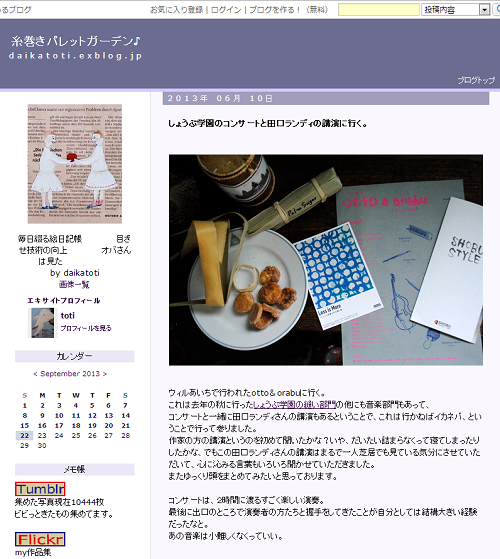 るブログ
お気に入り登録 | ログイン | ブログを作る！（無料）
投稿内容
糸巻きパレットガーデン♪
daikatoti.exblog.jp
ブログトップ
毎日綴る絵日記帳　目ざ
せ技術の向上　オバさん
は見た
by daikatoti
画像一覧
エキサイトプロフィール
toti
プロフィールを見る
カレンダー
< September 2013 >
S M T W T F S
1 2 3 4 5 6 7
8 9 10 11 12 13 14
15 16 17 18 19 20 21
22 23 24 25 26 27 28
29 30
メモ帳
Tumblr
集めた写真現在10444枚
ビビっときたもの集めてます。
Flickr
my作品集
2013年 06月 10日
しょうぶ学園のコンサートと田口ランディの講演に行く。
Palm Sugar
otto & orabu
Less is More
SHOBU
STYLE
ウィルあいちで行われたotto＆orabuに行く。
これは去年の秋に行ったしょうぶ学園の縫い部門の他にも音楽部門もあって、
コンサートと一緒に田口ランディさんの講演もあるということで、これは行かねばイカネバ、とい
うことで行って参りました。
作家の方の講演というのを初めて聞いたかな？いや、だいたい詰まらなくって寝てしまったり
したかな、でもこの田口ランディさんの講演はまるで一人芝居でも見ている気分にさせていた
だいて、心に沁みる言葉もいろいろ聞かせていただきました。
またゆっくり頭をまとめてみたいと思っております。
コンサートは、2時間に渡るすごく楽しい演奏。
最後に出口のところで演奏者の方たちと握手をしてきたことが自分としては結構大きい経験
だったなと。
あの音楽は小難しくなくっていい。